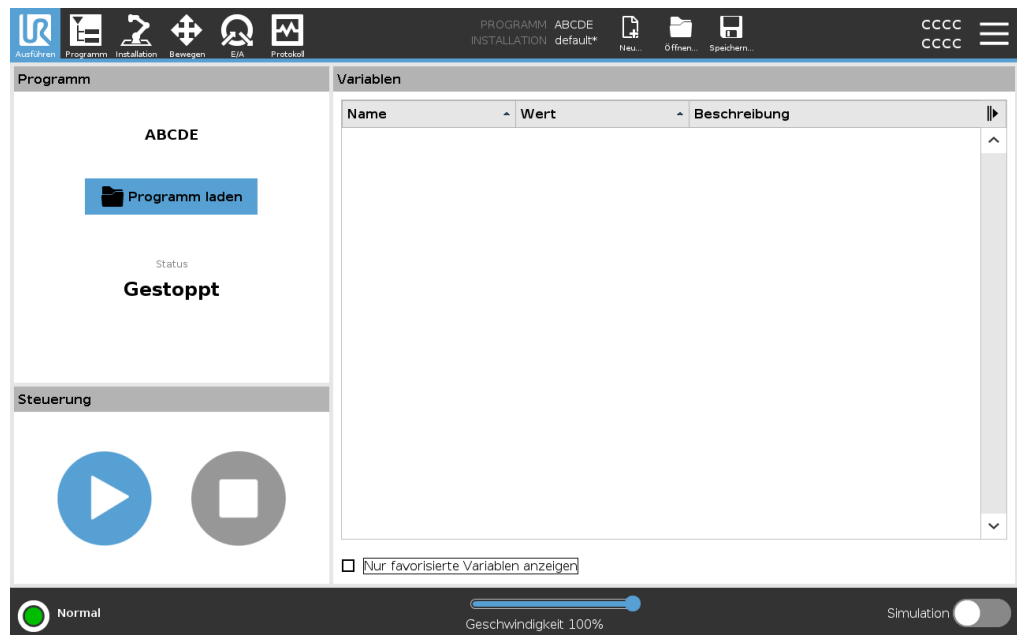 UR
Ausführen
Programm
Installation
Bewegen
E/A
Protokoll
PROGRAMM ABCDE
INSTALLATION default*
Neu...
Öffnen...
Speichern...
CCCC
CCCC
Programm
ABCDE
Programm laden
Status
Gestoppt
Steuerung
Variablen
Name
Wert
Beschreibung
Nur favorisierte Variablen anzeigen
Normal
Geschwindigkeit 100%
Simulation